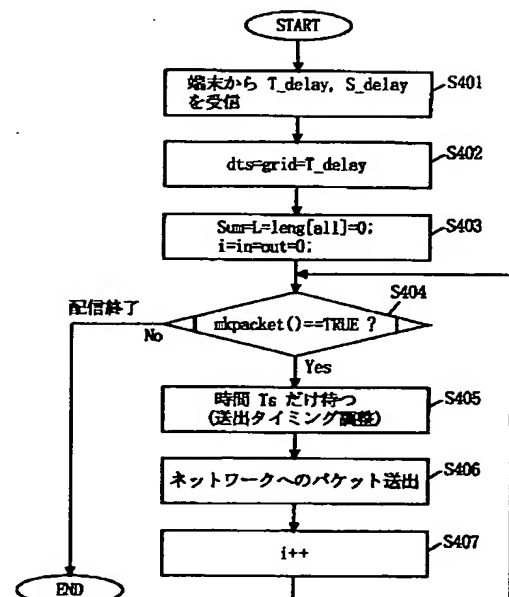 START
端末から T_delay, S_delay
を受信
S401
dts=grid=T_delay
S402
Sum=L=leng[all]=0;
i=in=out=0;
S403
S404
配信終了
No
mkpacket()==TRUE ?
Yes
時間 Ts だけ待つ
(送出タイミング調整)
S405
ネットワークへのパケット送出
S406
i++
S407
END